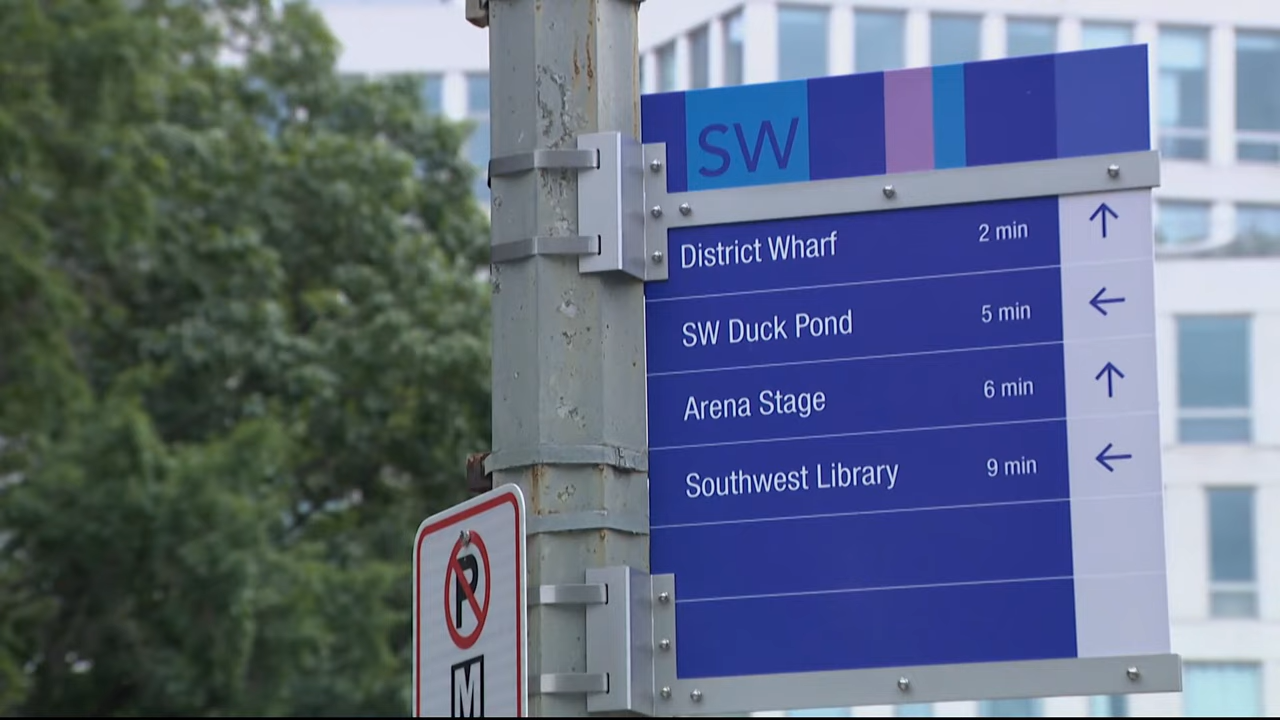 SW
District Wharf 2 min ↑
SW Duck Pond 5 min ←
Arena Stage 6 min ↑
Southwest Library 9 min ←
P
M